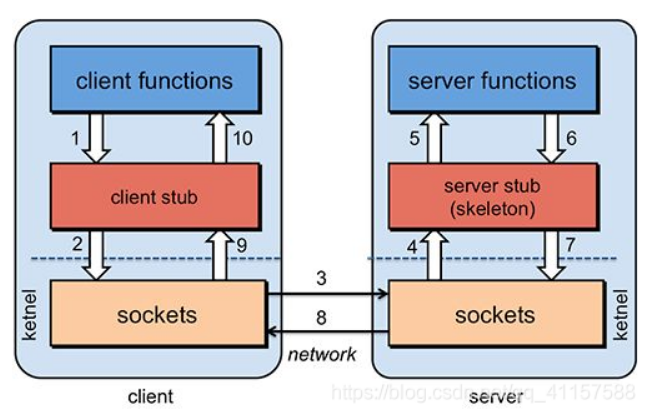 client functions
server functions
1
10
5
6
client stub
server stub
(skeleton)
2
9
4
7
3
ketnel
sockets
sockets
ketnel
8
network
client
server
https://blog.csdn.net/qq_41157588